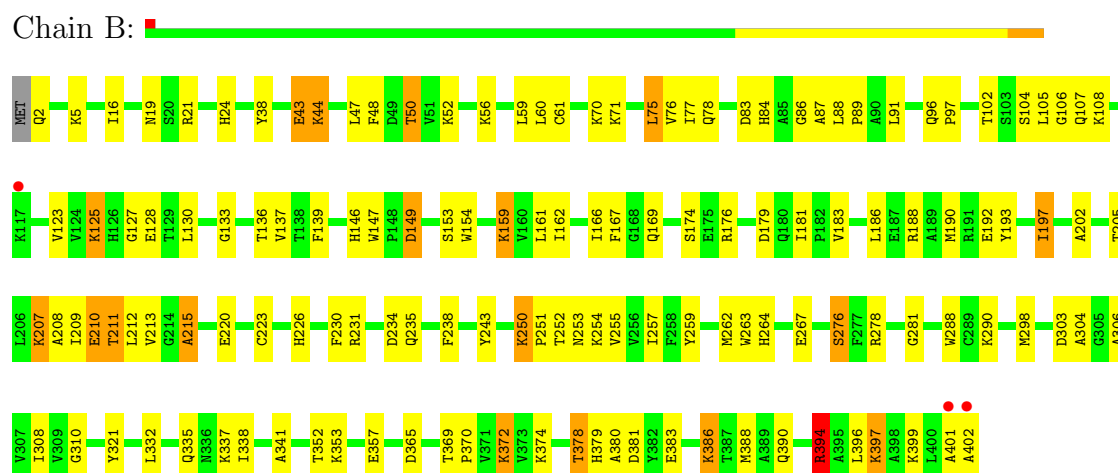 Chain B:
MET Q2 K5 I16 N19 S20 R21 H24 Y38 E43 K44 L47 F48 D49 T50 V51 K52 K56 L59 L60 G61 K70 K71 L75 V76 I77 Q78 D83 H84 A85 G86 A87 L88 P89 A90 L91 Q96 P97 T102 S103 S104 L105 G106 Q107 K108
K117 V123 V124 K125 H126 G127 E128 T129 L130 G133 T136 V137 T138 F139 H146 W147 P148 D149 S153 W154 K159 V160 L161 I162 I166 F167 G168 Q169 S174 E175 R176 D179 Q180 I181 P182 V183 L186 E187 R188 A189 M190 R191 E192 Y193 I197 A202 T205
L206 K207 A208 I209 E210 T211 L212 V213 G214 A215 E220 C223 H226 F230 R231 D234 Q235 F238 Y243 K250 P251 T252 N253 K254 V255 V256 I257 F258 Y259 M262 W263 H264 E267 S276 F277 R278 G281 W288 C289 K290 M298 D303 A304 G305 A306
V307 I308 V309 G310 Y321 L332 Q335 N336 K337 I338 A341 T352 K353 E357 D365 T369 P370 V371 K372 V373 K374 T378 H379 A380 D381 Y382 E383 K386 T387 M388 A389 Q390 R394 A395 L396 K397 A398 K399 L400 A401 A402